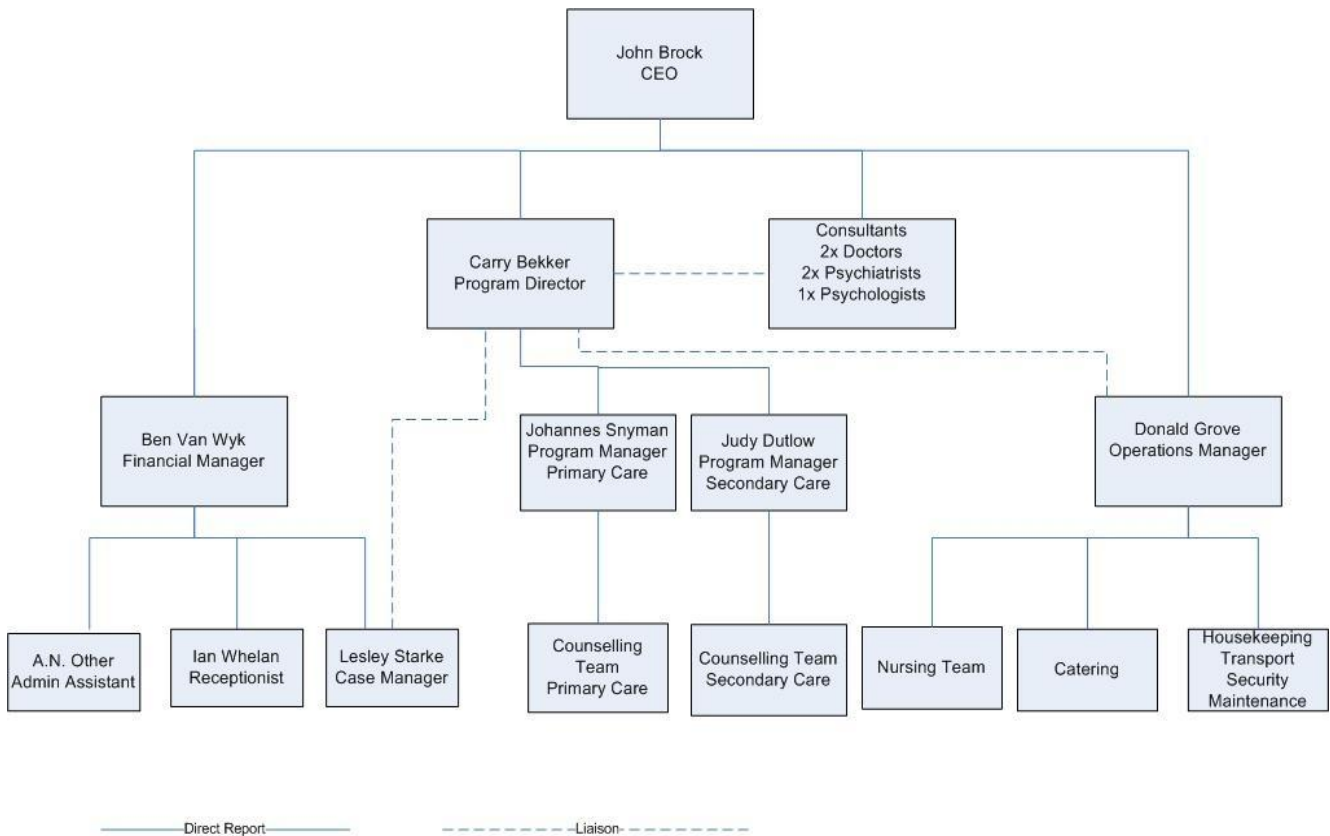 John Brock
CEO
Carry Bekker
Program Director
Consultants
2x Doctors
2x Psychiatrists
1x Psychologists
Ben Van Wyk
Financial Manager
Johannes Snyman
Program Manager
Primary Care
Judy Dutlow
Program Manager
Secondary Care
Donald Grove
Operations Manager
A.N. Other
Admin Assistant
Ian Whelan
Receptionist
Lesley Starke
Case Manager
Counselling
Team
Primary Care
Counselling Team
Secondary Care
Nursing Team
Catering
Housekeeping
Transport
Security
Maintenance
Direct Report
Liaison